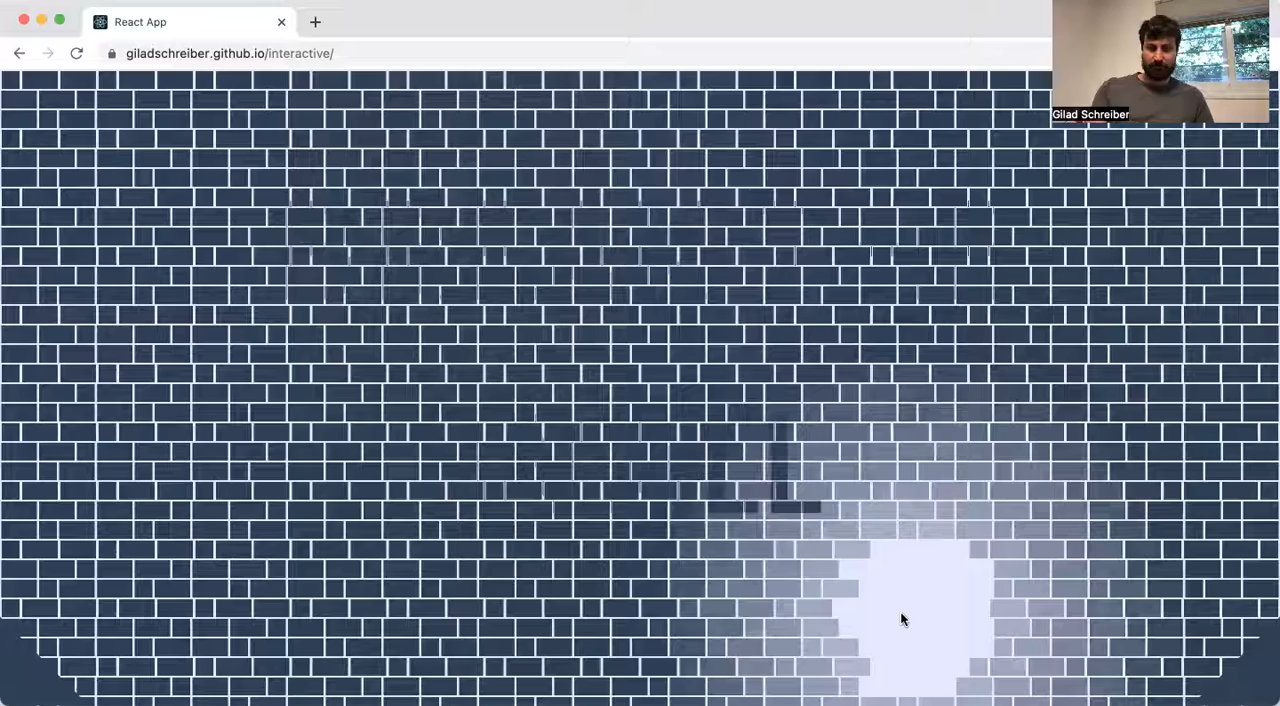 React App
giladschreiber.github.io/interactive/
Gilad Schreiber